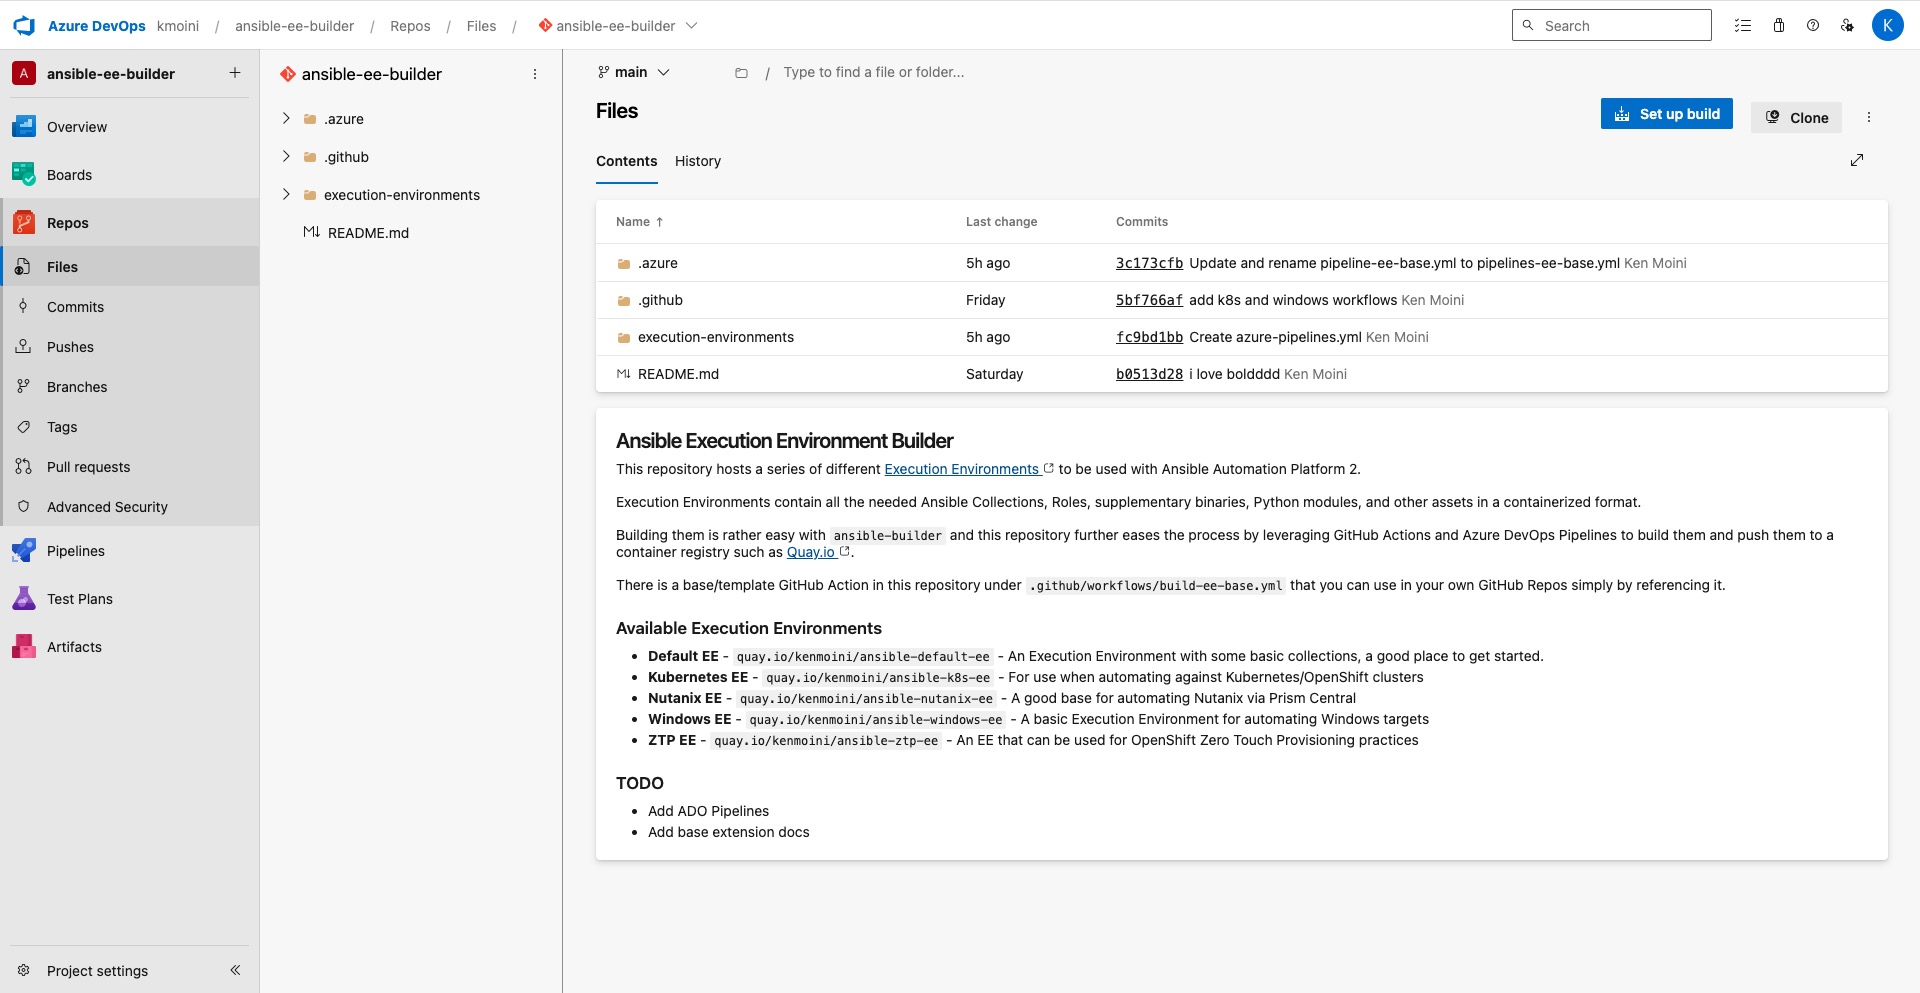 Azure DevOps kmoini / ansible-ee-builder / Repos / Files / ansible-ee-builder
Search
K
A ansible-ee-builder
Overview
Boards
Repos
Files
Commits
Pushes
Branches
Tags
Pull requests
Advanced Security
Pipelines
Test Plans
Artifacts
Project settings
ansible-ee-builder
.azure
.github
execution-environments
README.md
main / Type to find a file or folder...
Files
Set up build
Clone
Contents History
Name ↑ Last change Commits
.azure 5h ago 3c173cfb Update and rename pipeline-ee-base.yml to pipelines-ee-base.yml Ken Moini
.github Friday 5bf766af add k8s and windows workflows Ken Moini
execution-environments 5h ago fc9bd1bb Create azure-pipelines.yml Ken Moini
README.md Saturday b0513d28 i love boldddd Ken Moini
Ansible Execution Environment Builder
This repository hosts a series of different Execution Environments to be used with Ansible Automation Platform 2.
Execution Environments contain all the needed Ansible Collections, Roles, supplementary binaries, Python modules, and other assets in a containerized format.
Building them is rather easy with ansible-builder and this repository further eases the process by leveraging GitHub Actions and Azure DevOps Pipelines to build them and push them to a
container registry such as Quay.io.
There is a base/template GitHub Action in this repository under .github/workflows/build-ee-base.yml that you can use in your own GitHub Repos simply by referencing it.
Available Execution Environments
• Default EE - quay.io/kenmoini/ansible-default-ee - An Execution Environment with some basic collections, a good place to get started.
• Kubernetes EE - quay.io/kenmoini/ansible-k8s-ee - For use when automating against Kubernetes/OpenShift clusters
• Nutanix EE - quay.io/kenmoini/ansible-nutanix-ee - A good base for automating Nutanix via Prism Central
• Windows EE - quay.io/kenmoini/ansible-windows-ee - A basic Execution Environment for automating Windows targets
• ZTP EE - quay.io/kenmoini/ansible-ztp-ee - An EE that can be used for OpenShift Zero Touch Provisioning practices
TODO
• Add ADO Pipelines
• Add base extension docs